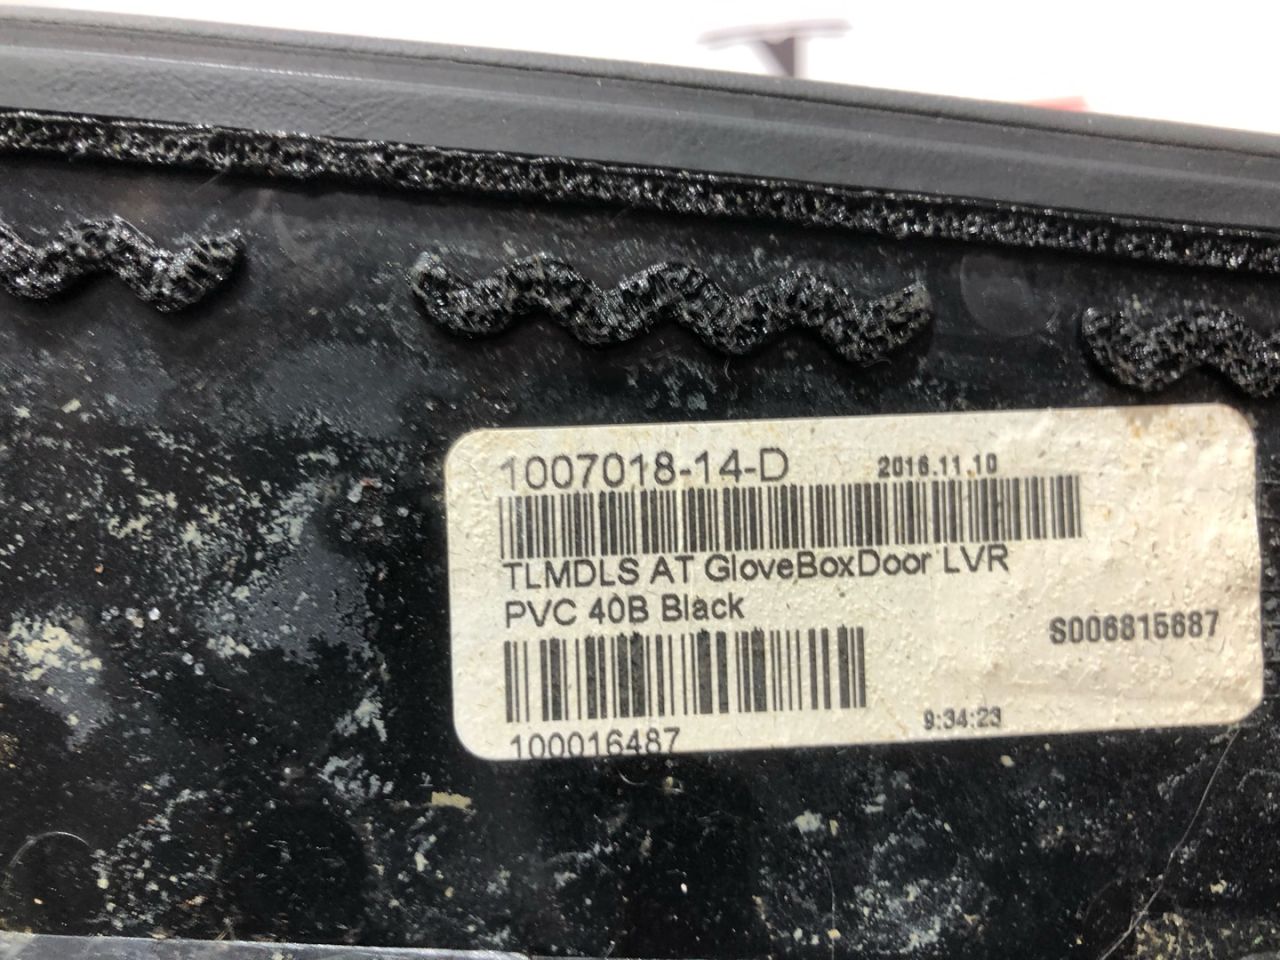 1007018-14-D 2016.11.10
TLMDLS AT GloveBoxDoor LVR
PVC 40B Black
S006815687
9:34:23
100016487